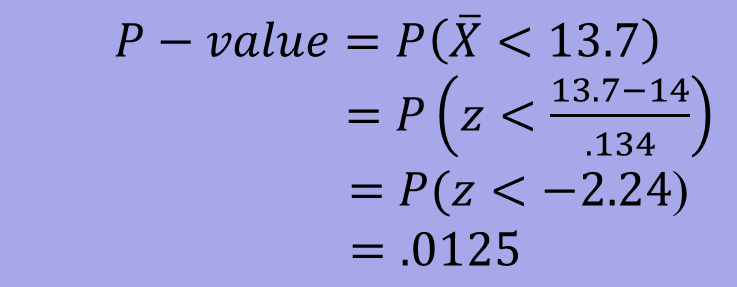 P − value = P(X̄ < 13.7)
= P(z < (13.7−14)/.134)
= P(z < −2.24)
= .0125